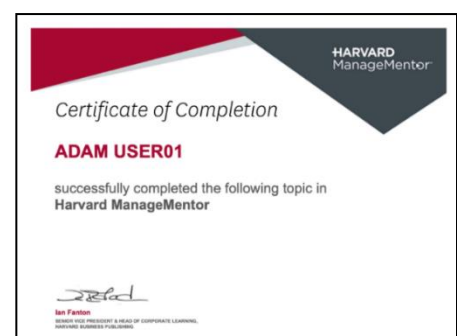 HARVARD
ManageMentor
Certificate of Completion
ADAM USER01
successfully completed the following topic in
Harvard ManageMentor
Ian Fanton
SENIOR VICE PRESIDENT & HEAD OF CORPORATE LEARNING,
HARVARD BUSINESS PUBLISHING